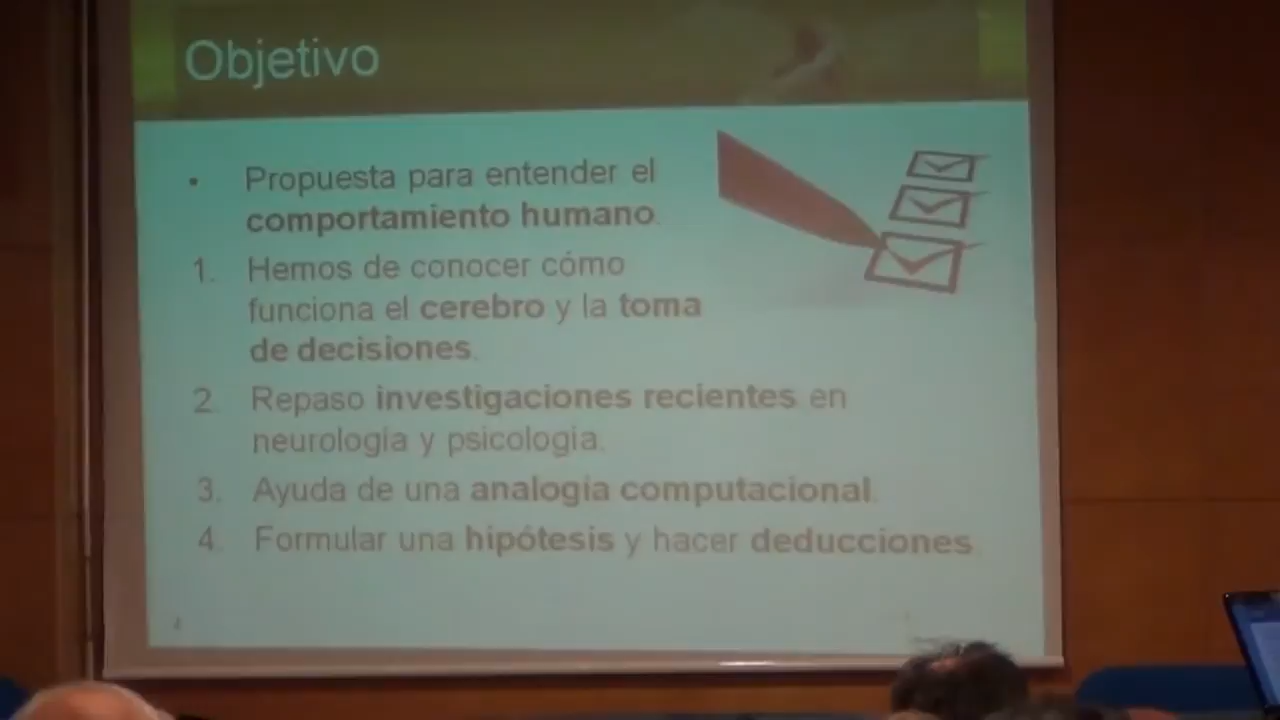 Objetivo
• Propuesta para entender el
comportamiento humano.
1. Hemos de conocer cómo
funciona el cerebro y la toma
de decisiones.
2. Repaso investigaciones recientes en
neurología y psicología.
3. Ayuda de una analogía computacional.
4. Formular una hipótesis y hacer deducciones.
4